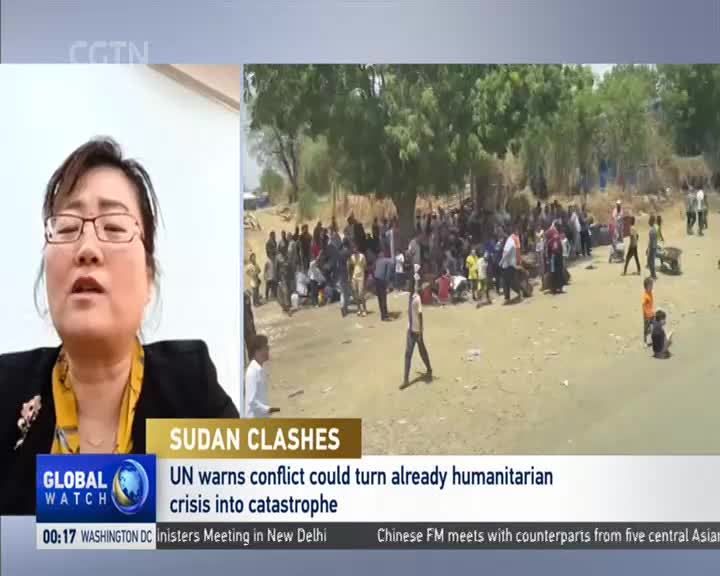 CGTN
SUDAN CLASHES
UN warns conflict could turn already humanitarian
crisis into catastrophe
GLOBAL
WATCH
00:17 WASHINGTON DC
inisters Meeting in New Delhi Chinese FM meets with counterparts from five central Asian